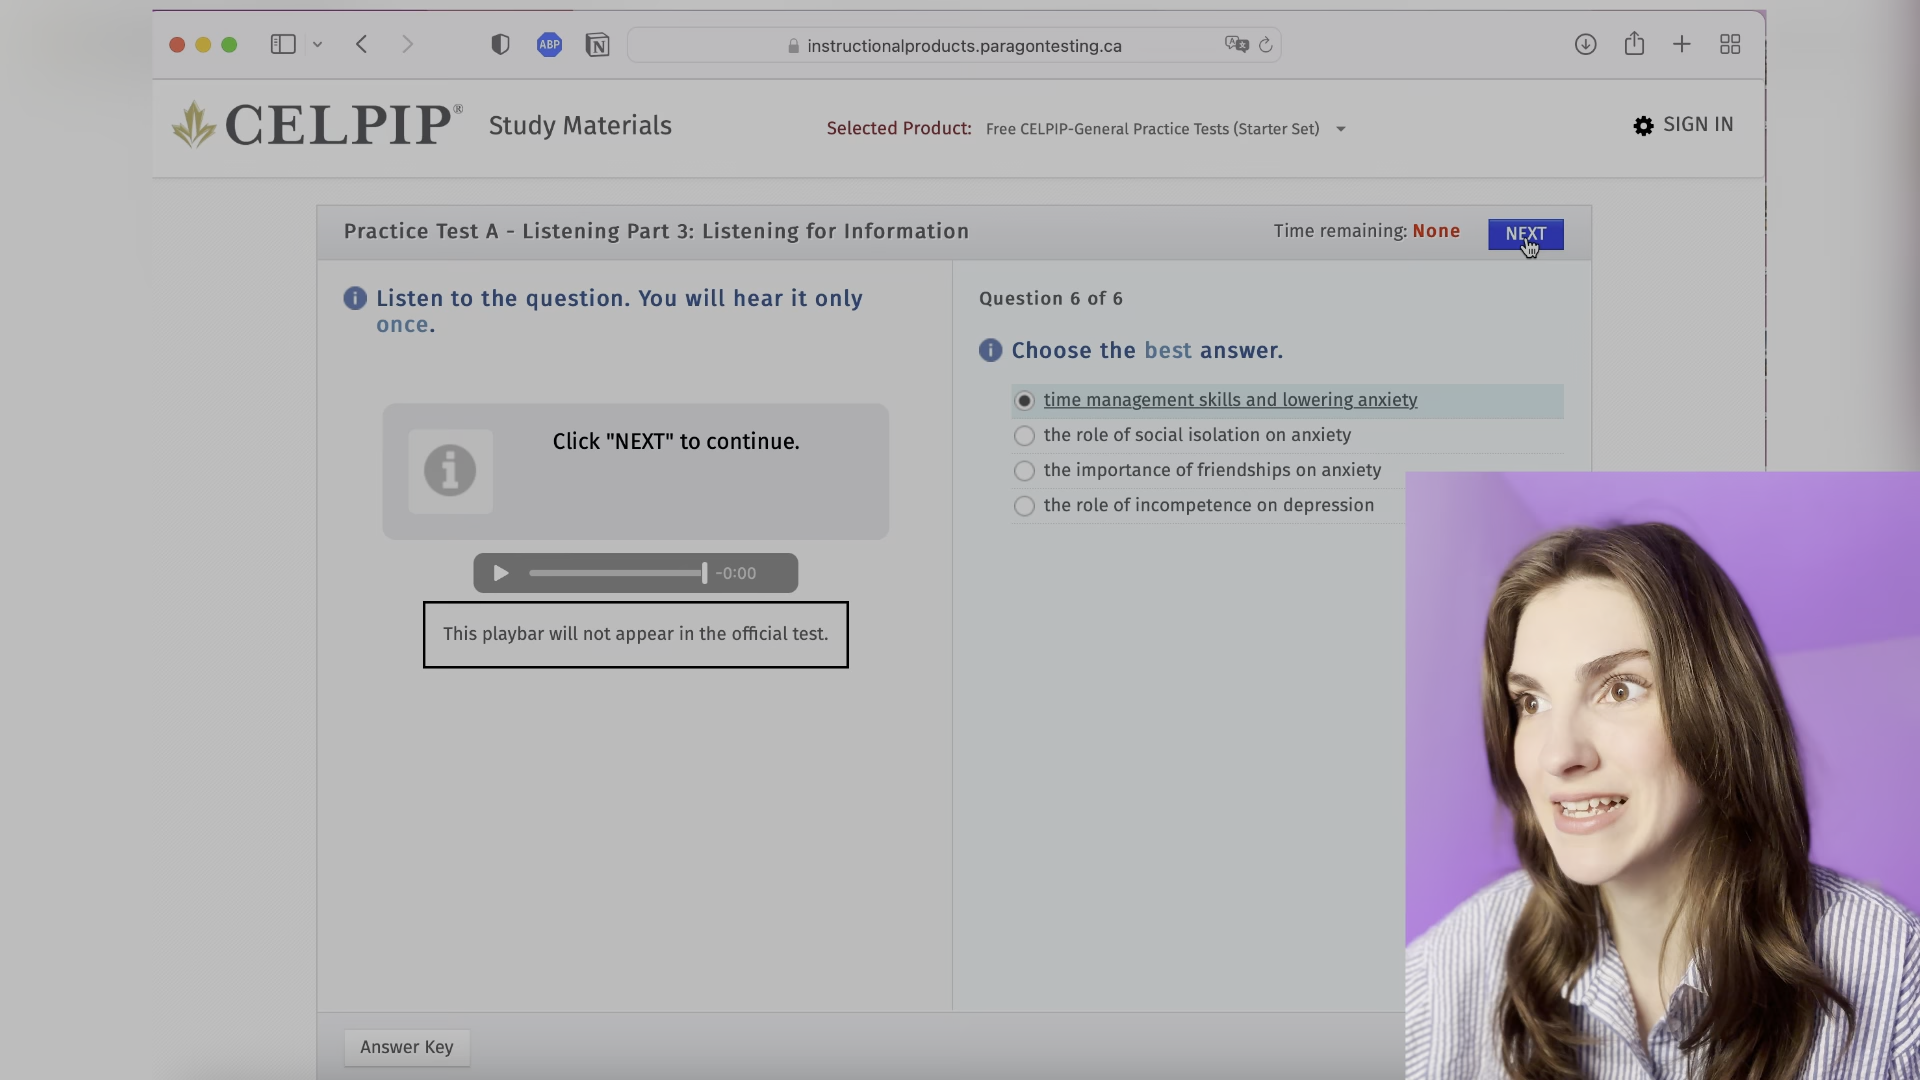 ABP
instructionalproducts.paragontesting.ca
CELPIP® Study Materials
Selected Product: Free CELPIP-General Practice Tests (Starter Set)
SIGN IN
Practice Test A - Listening Part 3: Listening for Information
Time remaining: None
NEXT
Listen to the question. You will hear it only
once.
Click "NEXT" to continue.
-0:00
This playbar will not appear in the official test.
Question 6 of 6
Choose the best answer.
time management skills and lowering anxiety
the role of social isolation on anxiety
the importance of friendships on anxiety
the role of incompetence on depression
Answer Key